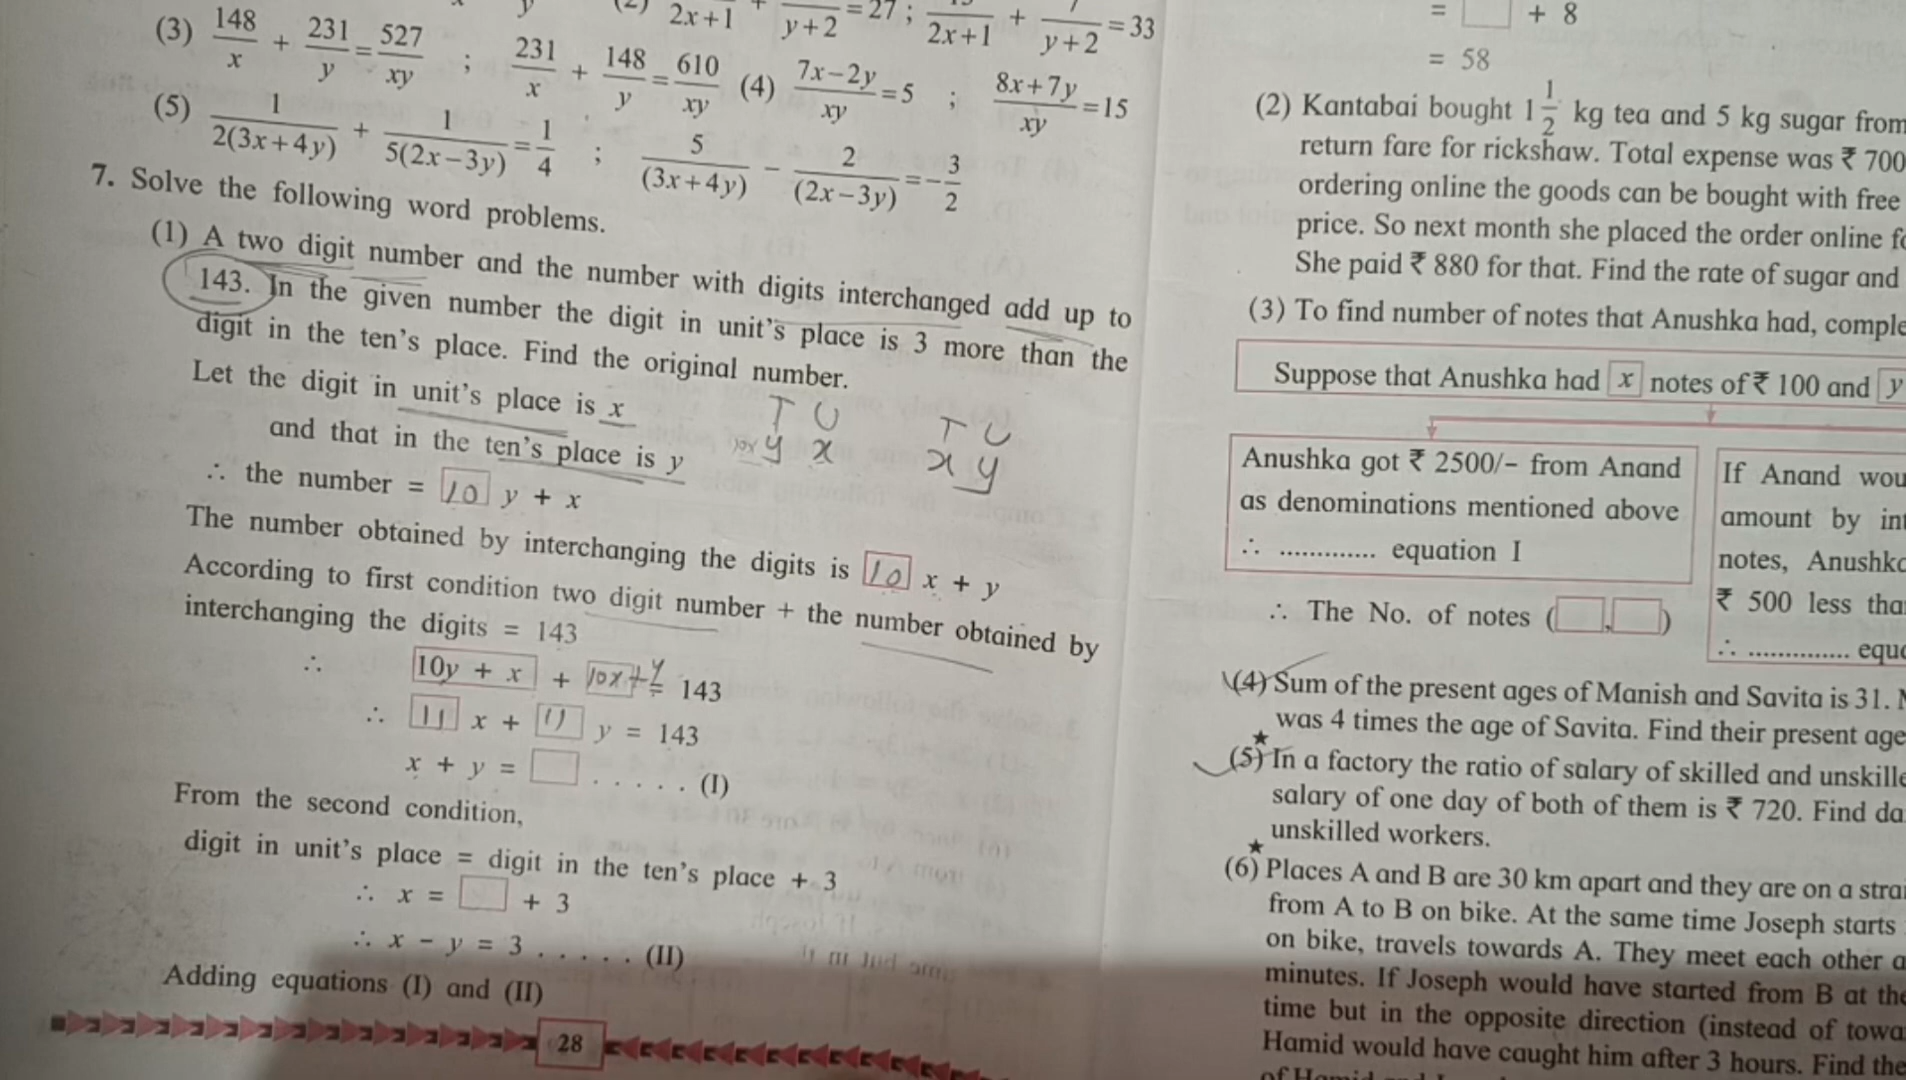 (3) 148/x + 231/y = 527/xy ; 231/x + 148/y = 610/xy (4) 7x-2y/xy = 5 ; 8x+7y/xy = 15
2x+1 + y+2 = 27 ; 2x+1 + y+2 = 33
(5) 1/2(3x+4y) + 1/5(2x-3y) = 1/4 ; 5/(3x+4y) - 2/(2x-3y) = -3/2
7. Solve the following word problems.
(1) A two digit number and the number with digits interchanged add up to
143. In the given number the digit in unit's place is 3 more than the
digit in the ten's place. Find the original number.
Let the digit in unit's place is x
and that in the ten's place is y
T U
y x
T U
x y
∴ the number = 10 y + x
The number obtained by interchanging the digits is 10 x + y
According to first condition two digit number + the number obtained by
interchanging the digits = 143
∴ 10y + x + 10x+y = 143
∴ 11 x + 11 y = 143
x + y = . . . . . (I)
From the second condition,
digit in unit's place = digit in the ten's place + 3
∴ x = + 3
∴ x - y = 3 . . . . . (II)
Adding equations (I) and (II)
28
= + 8
= 58
(2) Kantabai bought 1 1/2 kg tea and 5 kg sugar from
return fare for rickshaw. Total expense was ₹ 700
ordering online the goods can be bought with free
price. So next month she placed the order online
She paid ₹ 880 for that. Find the rate of sugar and
(3) To find number of notes that Anushka had,
Suppose that Anushka had x notes of ₹ 100 and y
Anushka got ₹ 2500/- from Anand
as denominations mentioned above
∴ ............. equation I
∴ The No. of notes ( , )
If Anand
amount by
notes,
₹ 500 less
∴ ..............
(4) Sum of the present ages of Manish and Savita is 31.
was 4 times the age of Savita. Find their present
★
(5) In a factory the ratio of salary of skilled and
salary of one day of both of them is ₹ 720. Find
unskilled workers.
★
(6) Places A and B are 30 km apart and they are on a
from A to B on bike. At the same time Joseph starts
on bike, travels towards A. They meet each other
minutes. If Joseph would have started from B at the
time but in the opposite direction (instead of
Hamid would have caught him after 3 hours. Find the